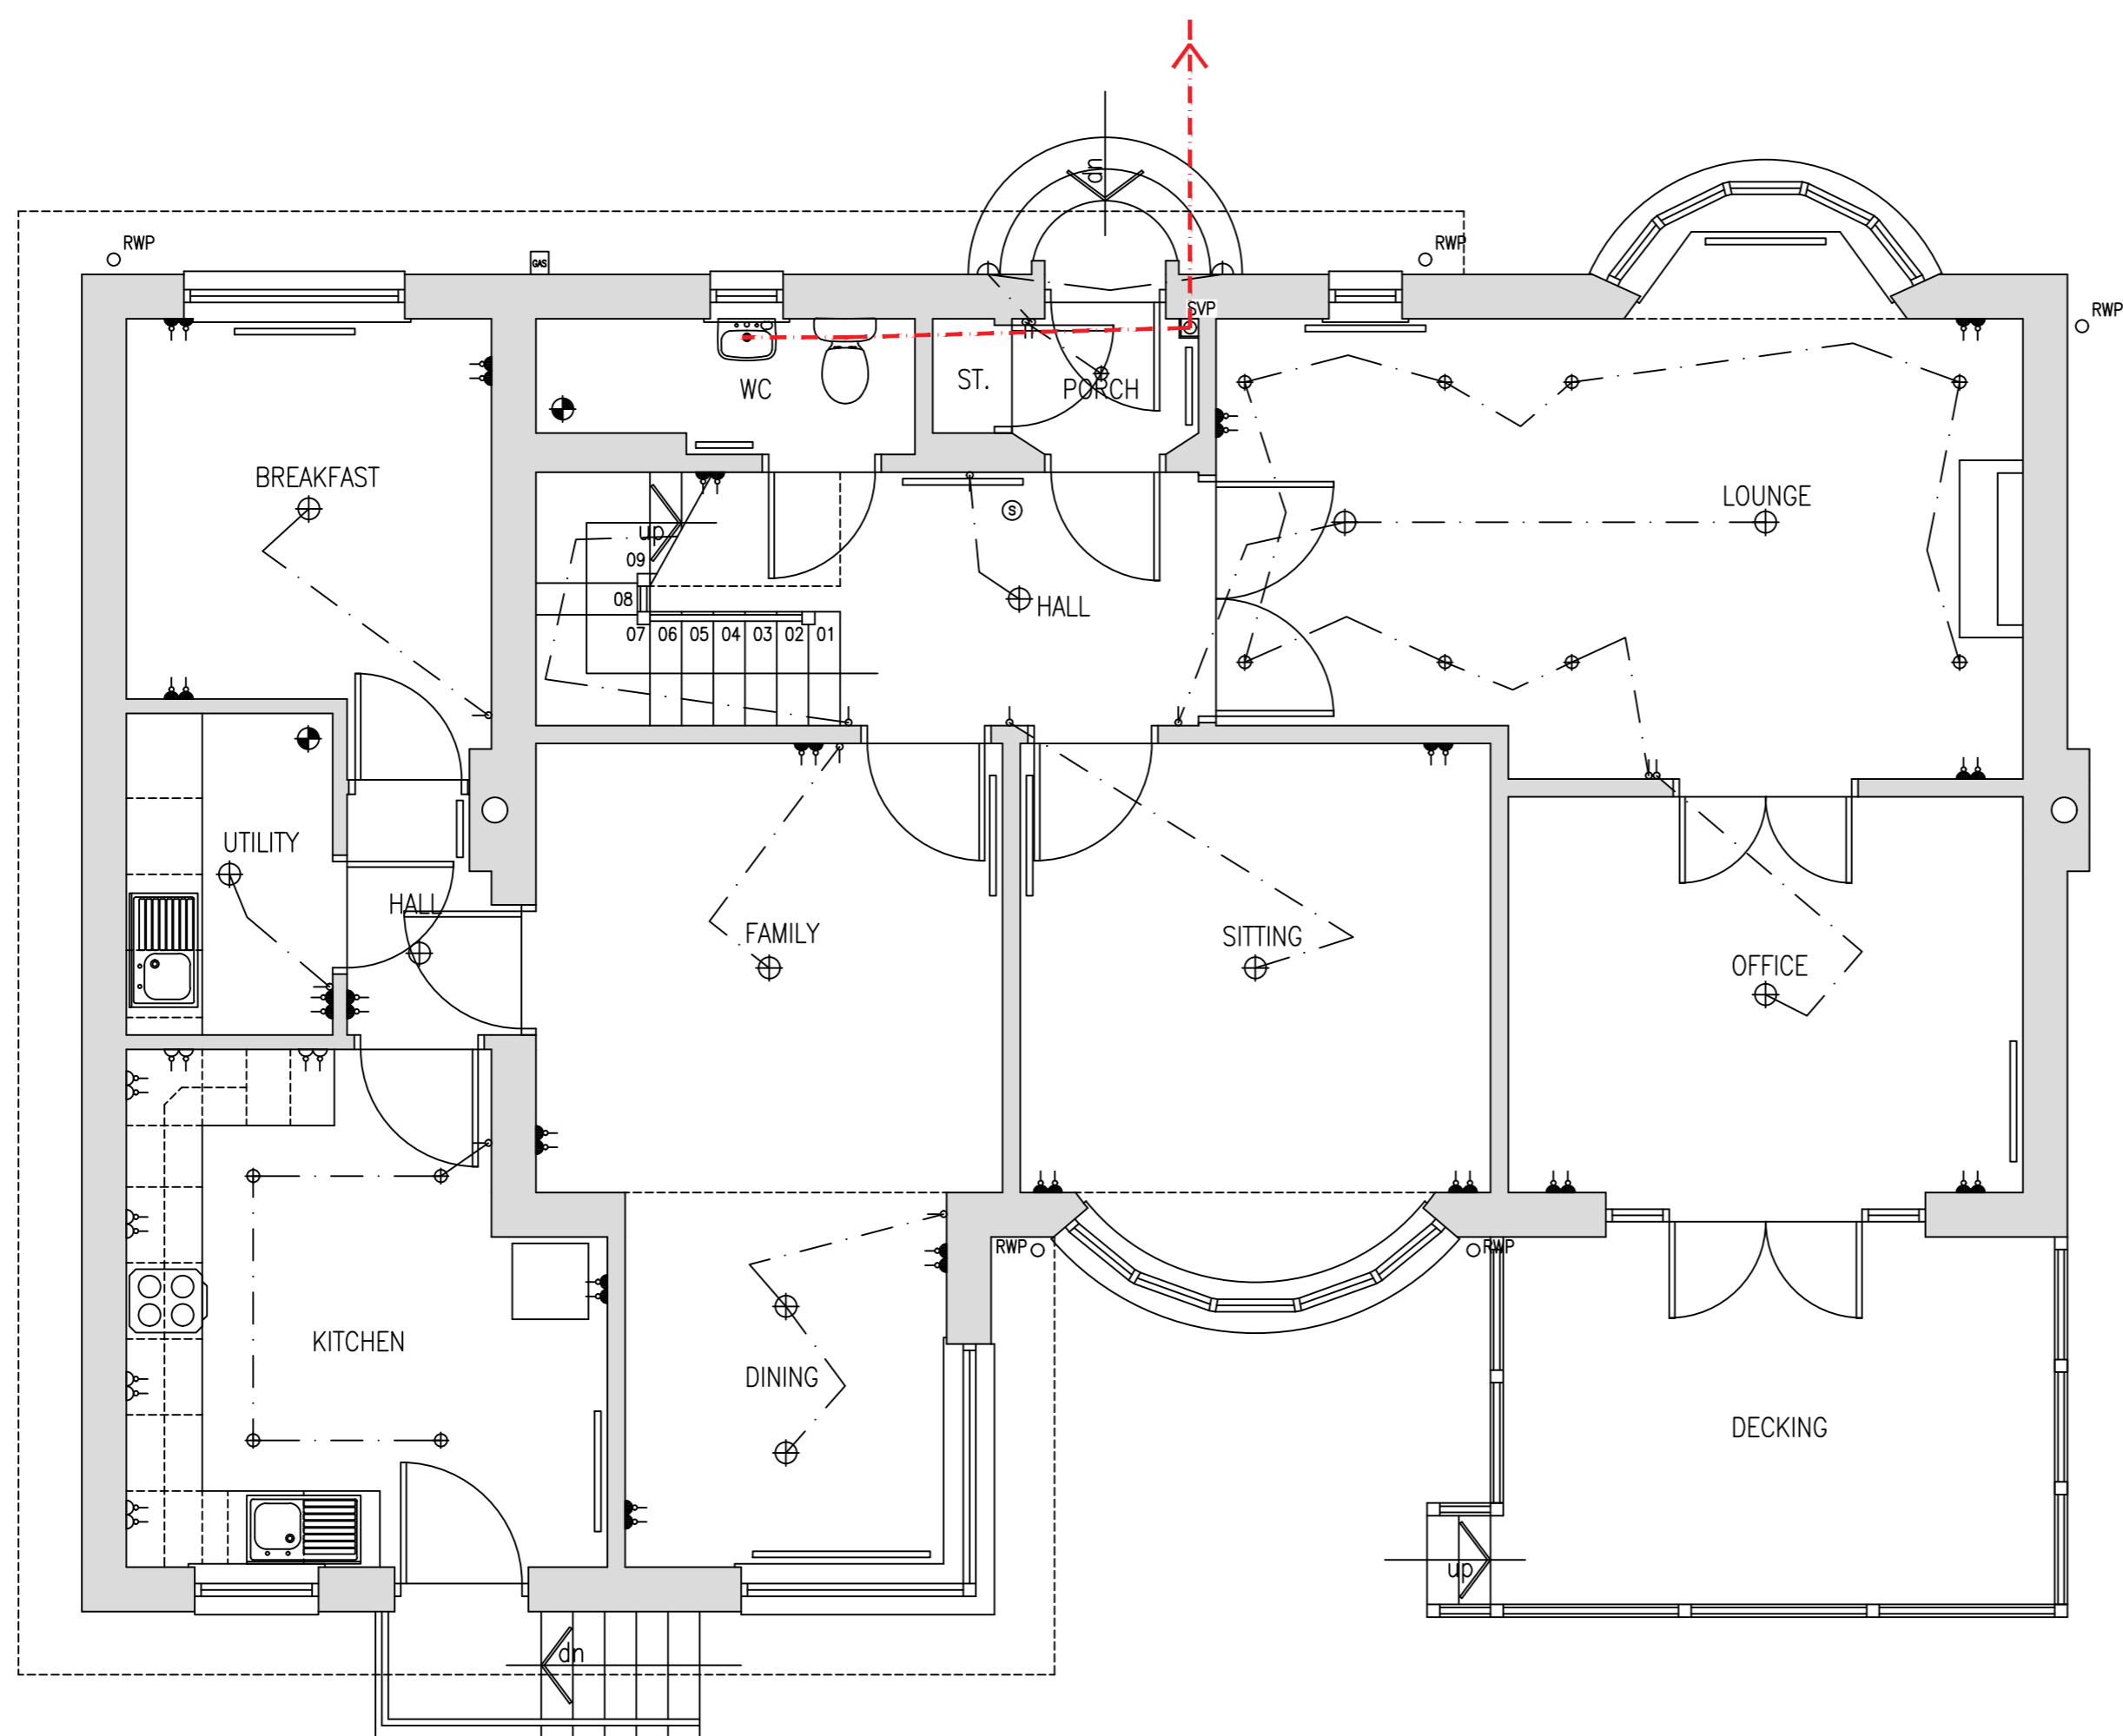 dn
RWP
GAS
RWP
RWP
SVP
WC
ST.
PORCH
BREAKFAST
LOUNGE
S
up
09
08
HALL
07 06 05 04 03 02 01
UTILITY
HALL
FAMILY
SITTING
OFFICE
RWP
RWP
KITCHEN
DINING
DECKING
up
dn